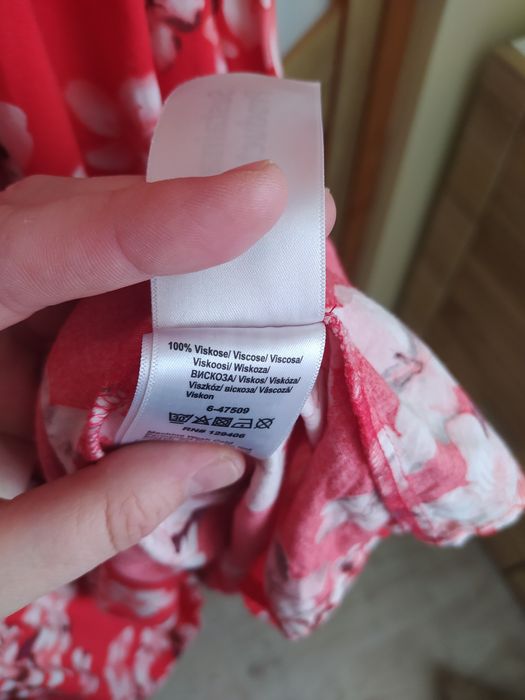 100% Viskose/ Viscose/ Viscosa/
Viskoosi/ Wiskoza/
ВИСКОЗА/ Viskos/ Viskóza/
Viszkóz/ віскоза/ Vâscoză/
Viskon
6-47509
RN# 129406